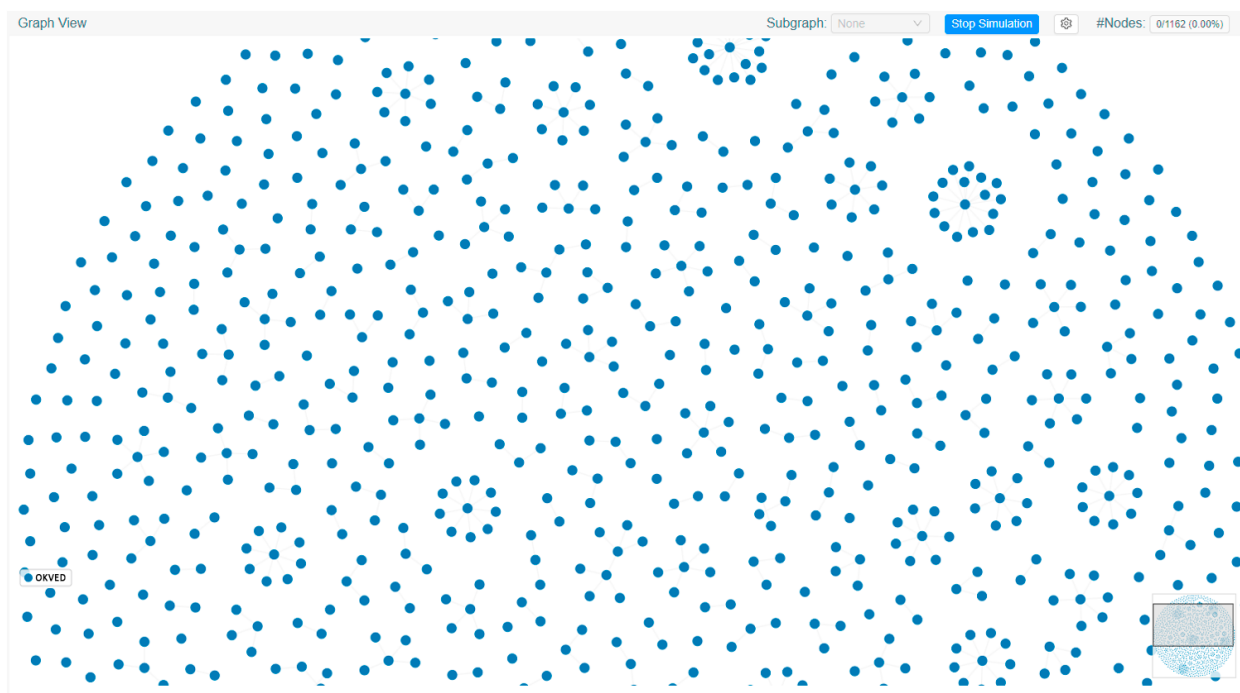 Graph View
Subgraph: None
Stop Simulation
#Nodes: 0/1162 (0.00%)
OKVED